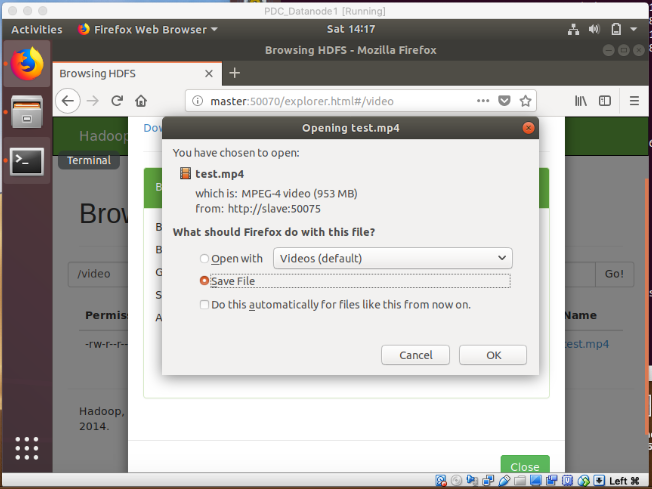 PDC_Datanode1 [Running]
Activities Firefox Web Browser Sat 14:17
Browsing HDFS - Mozilla Firefox
Browsing HDFS
master:50070/explorer.html#/video
Hadoop
Dow
Opening test.mp4
You have chosen to open:
test.mp4
which is: MPEG-4 video (953 MB)
from: http://slave:50075
What should Firefox do with this file?
Open with Videos (default)
Save File
Do this automatically for files like this from now on.
Cancel OK
Terminal
B
Brow
B
B
G
S
A
/video Go!
Permiss Name
-rw-r--r-- test.mp4
Hadoop,
2014.
Close
Left ⌘